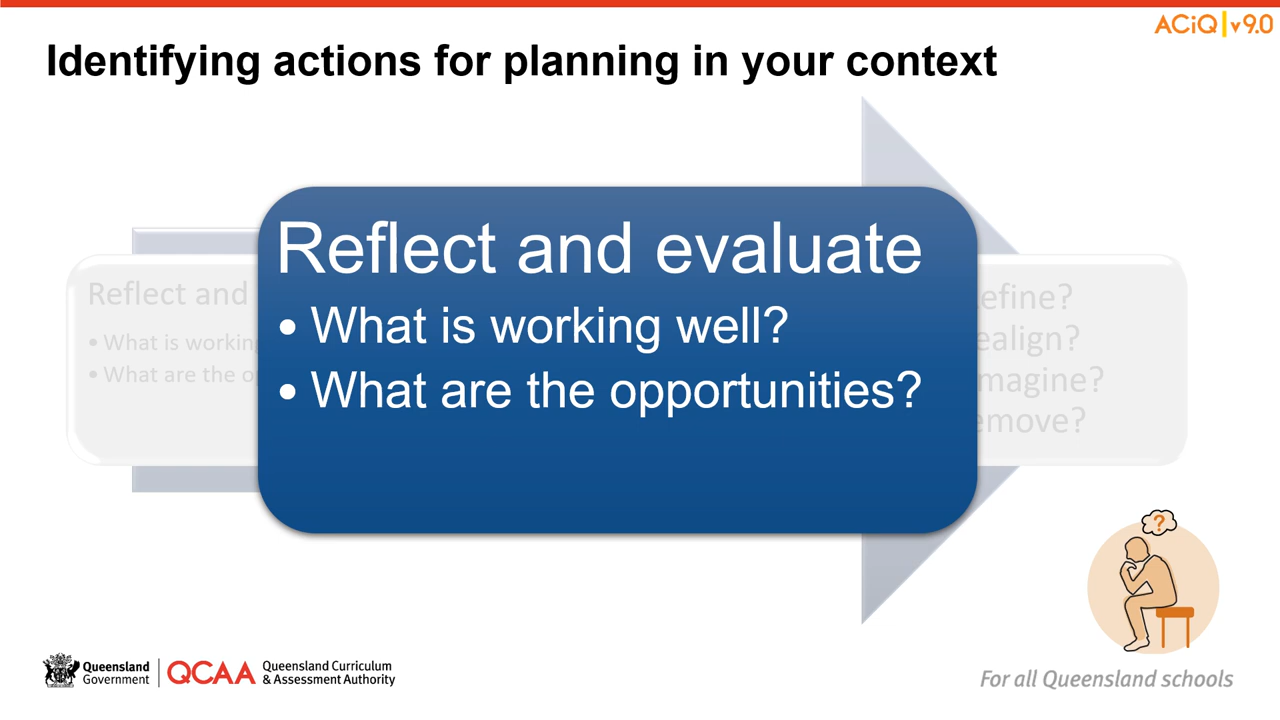 ACiQ v9.0
Identifying actions for planning in your context
Reflect and evaluate
• What is working well?
• What are the opportunities?
Reflect and
• What is working
• What are the op
efine?
ealign?
magine?
emove?
?
Queensland Government
QCAA
Queensland Curriculum
& Assessment Authority
For all Queensland schools